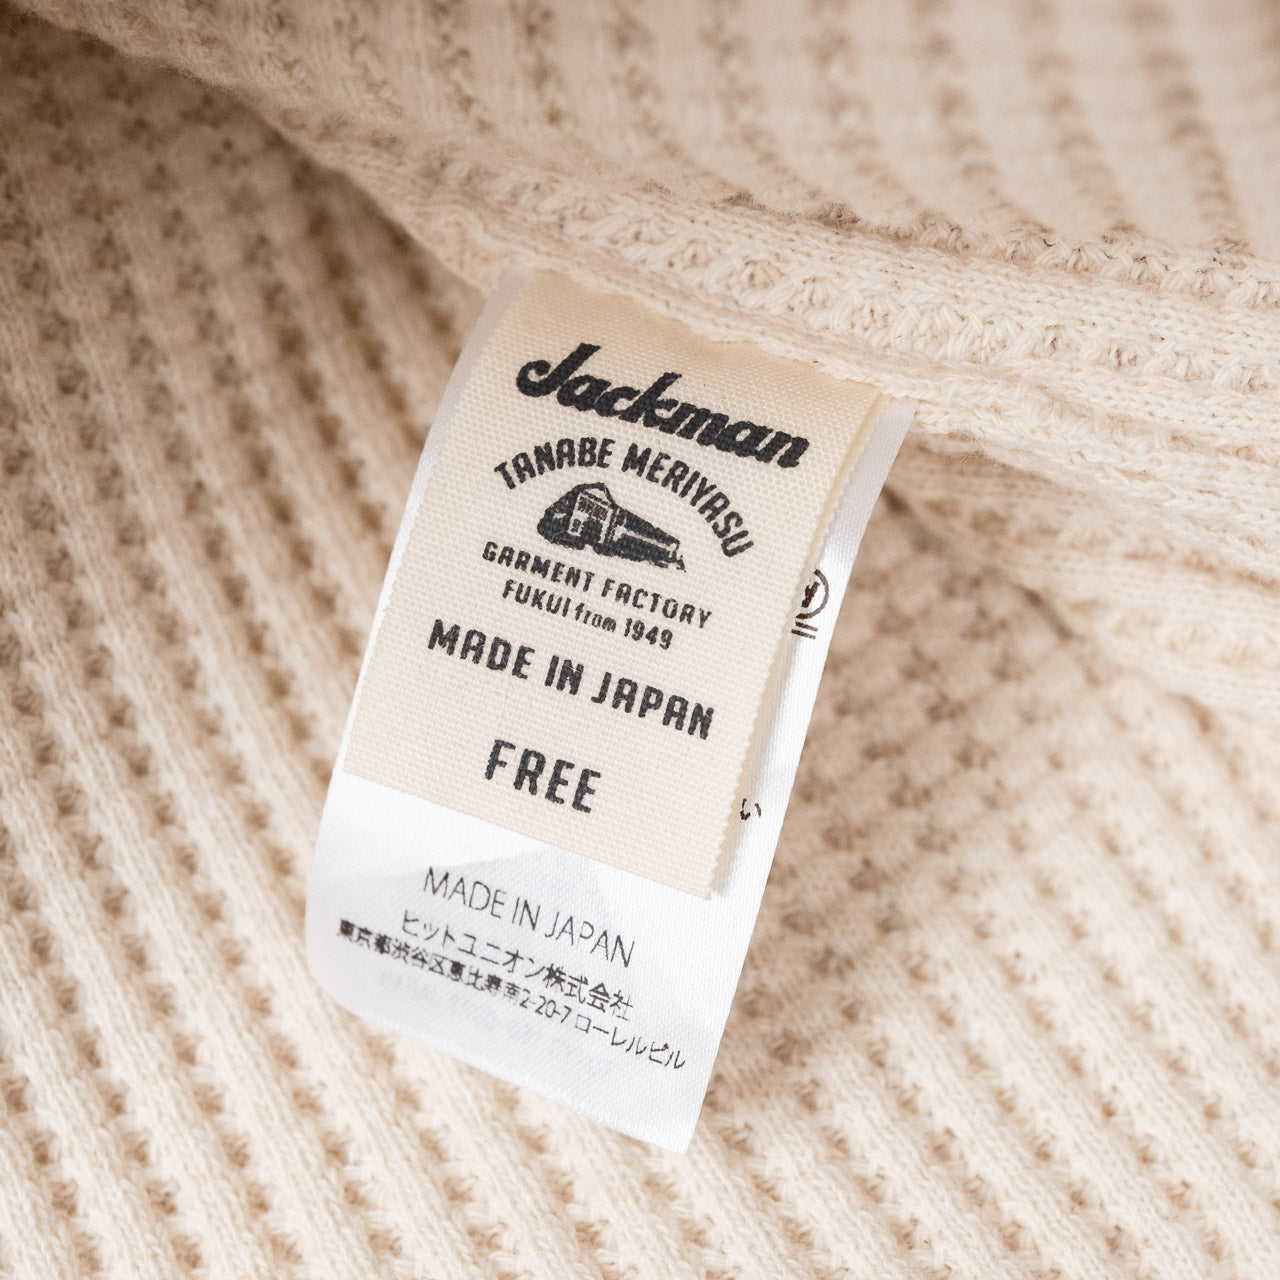 Jackman
TANABE MERIYASU
GARMENT FACTORY
FUKUI from 1949
MADE IN JAPAN
FREE
い
MADE IN JAPAN
ヒットユニオン株式会社
東京都渋谷区恵比寿南2-20-7 ローレルビル